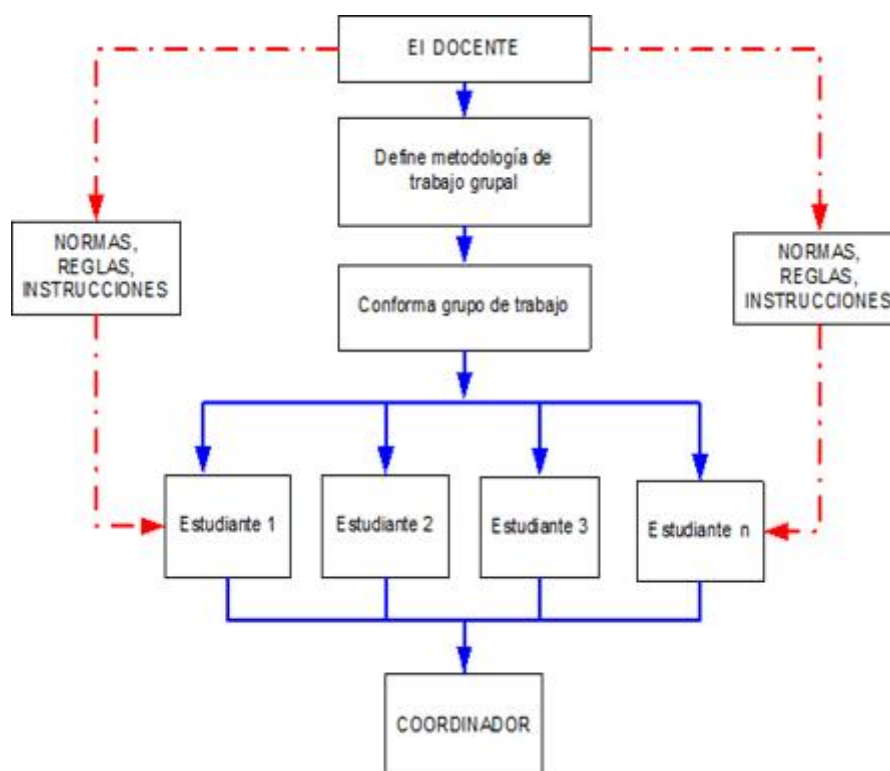 El DOCENTE
Define metodología de
trabajo grupal
NORMAS,
REGLAS,
INSTRUCCIONES
NORMAS,
REGLAS,
INSTRUCCIONES
Conforma grupo de trabajo
Estudiante 1
Estudiante 2
Estudiante 3
Estudiante n
COORDINADOR